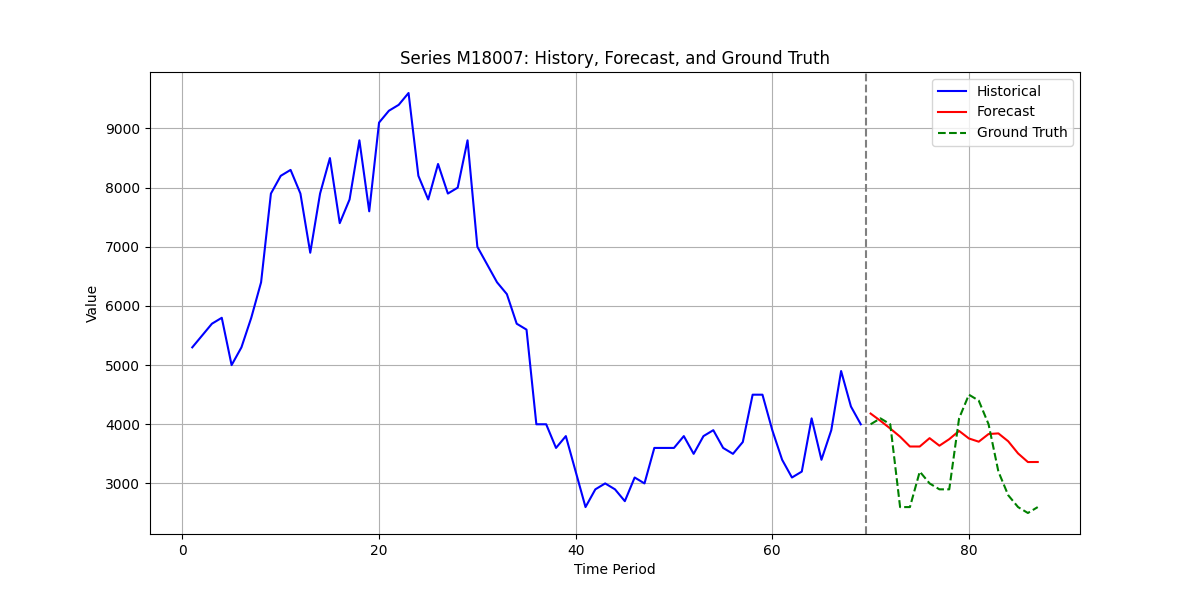 Series M18007: History, Forecast, and Ground Truth
Historical
Forecast
Ground Truth
9000
8000
7000
6000
5000
4000
3000
Value
0 20 40 60 80
Time Period